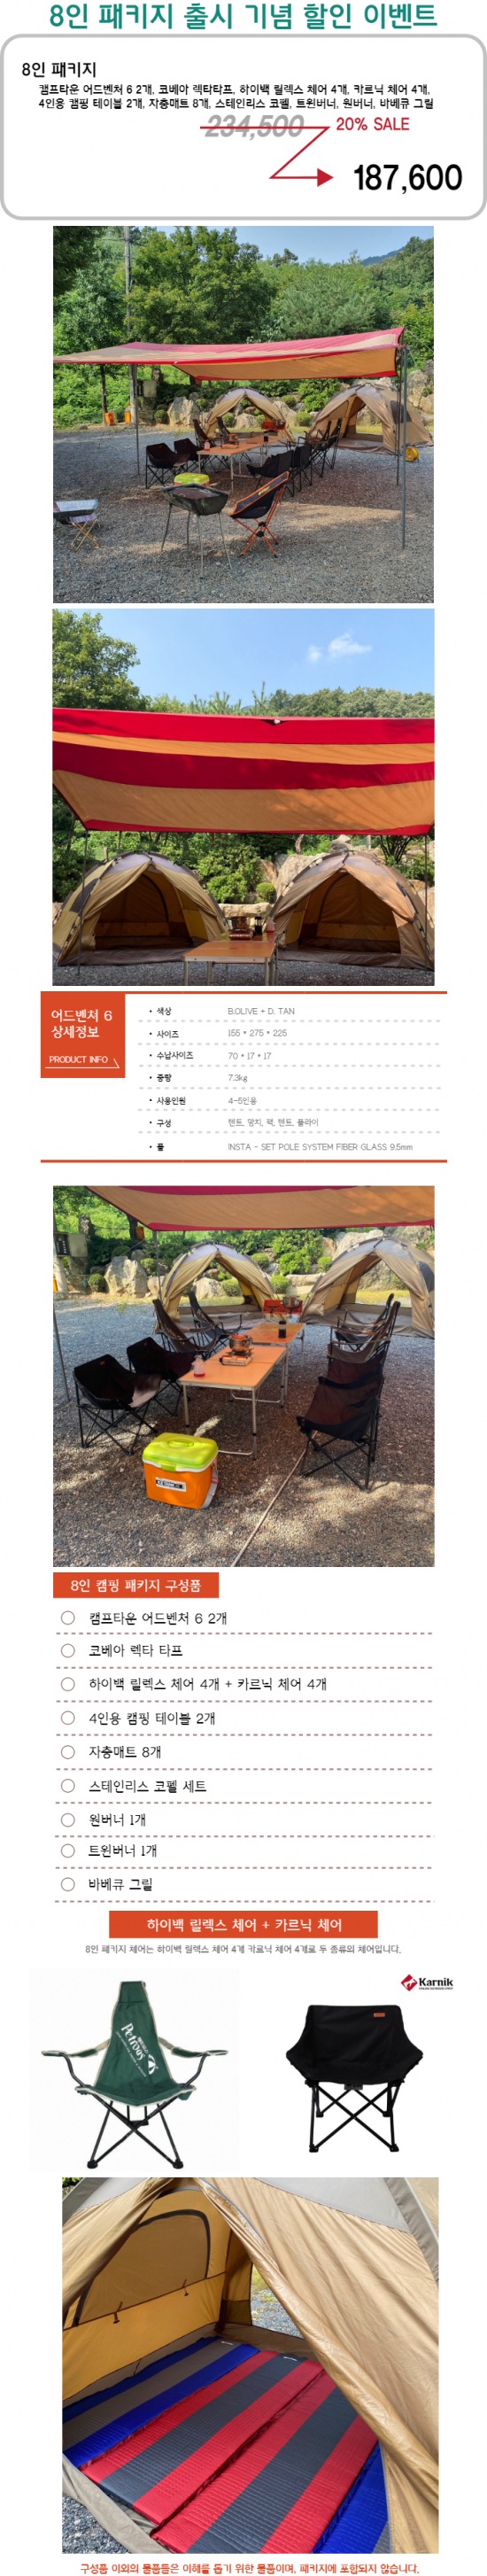 8인 패키지 출시 기념 할인 이벤트
8인 패키지
캠프타운 어드벤처 6 2개, 코베아 렉타타프, 하이백 릴렉스 체어 4개, 카르닉 체어 4개,
4인용 캠핑 테이블 2개, 자충매트 8개, 스테인리스 코펠, 트윈버너, 원버너, 바베큐 그릴
234,500 20% SALE
187,600
어드벤처 6
상세정보
PRODUCT INFO
• 색상 B.OLIVE + D. TAN
• 사이즈 155 * 275 * 225
• 수납사이즈 70 * 17 * 17
• 중량 7.3kg
• 사용인원 4-5인용
• 구성 텐트, 망치, 팩, 텐트, 플라이
• 폴 INSTA - SET POLE SYSTEM FIBER GLASS 9.5mm
8인 캠핑 패키지 구성품
캠프타운 어드벤처 6 2개
코베아 렉타 타프
하이백 릴렉스 체어 4개 + 카르닉 체어 4개
4인용 캠핑 테이블 2개
자충매트 8개
스테인리스 코펠 세트
원버너 1개
트윈버너 1개
바베큐 그릴
하이백 릴렉스 체어 + 카르닉 체어
8인 패키지 체어는 하이백 릴렉스 체어 4개 카르닉 체어 4개로 두 종류의 체어입니다.
Karnik
Petrous
구성품 이외의 물품들은 이해를 돕기 위한 물품이며, 패키지에 포함되지 않습니다.